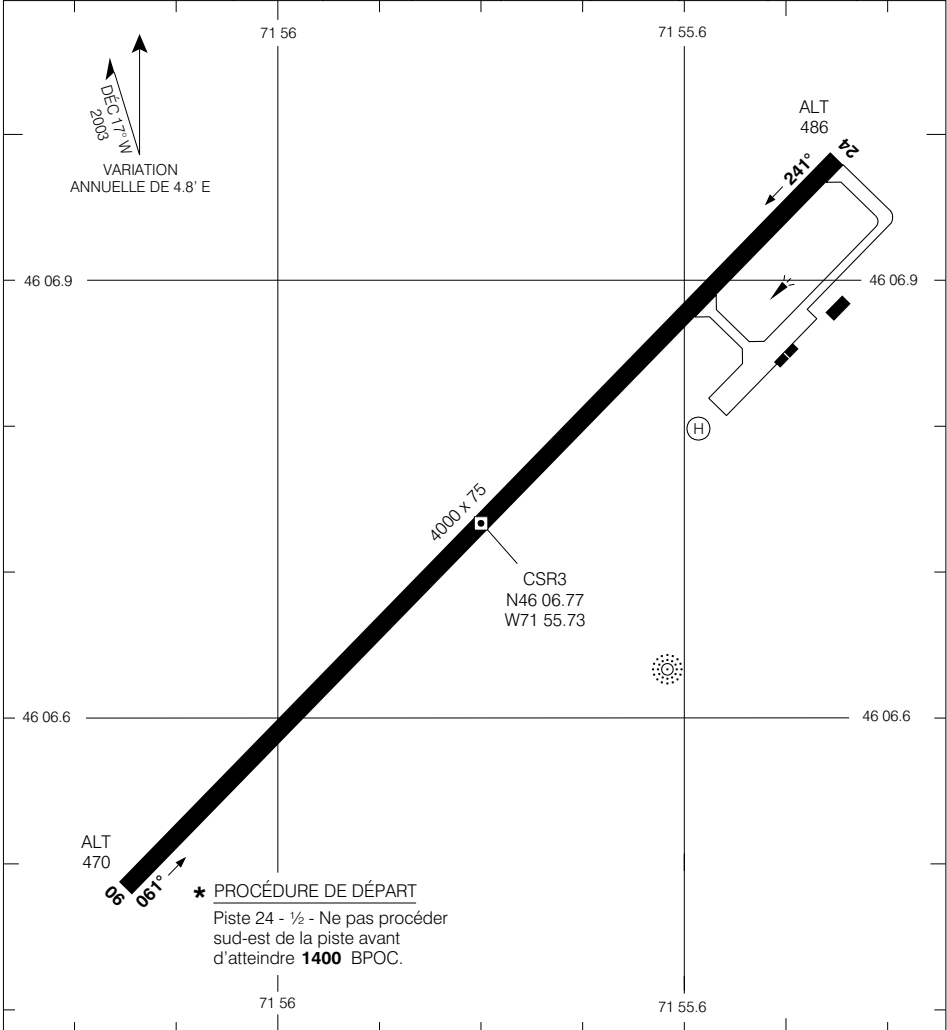 71 56
71 55.6
DÉC 17° W
2003
VARIATION
ANNUELLE DE 4.8' E
ALT
486
24
241°
46 06.9
46 06.9
H
4000 x 75
CSR3
N46 06.77
W71 55.73
46 06.6
46 06.6
ALT
470
06
061°
* PROCÉDURE DE DÉPART
Piste 24 - ½ - Ne pas procéder
sud-est de la piste avant
d'atteindre 1400 BPOC.
71 56
71 55.6